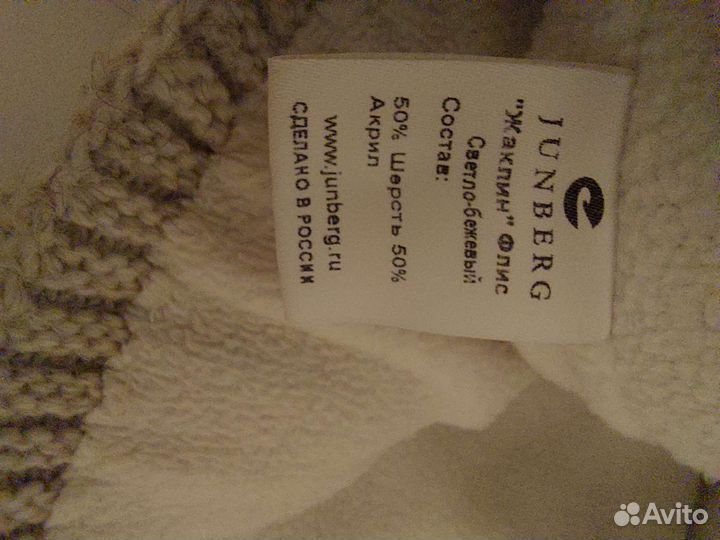 JUNBERG
"Жаклин" Флис
Светло-бежевый
Состав:
50% Шерсть 50%
Акрил
www.junberg.ru
СДЕЛАНО В РОССИИ
Avito